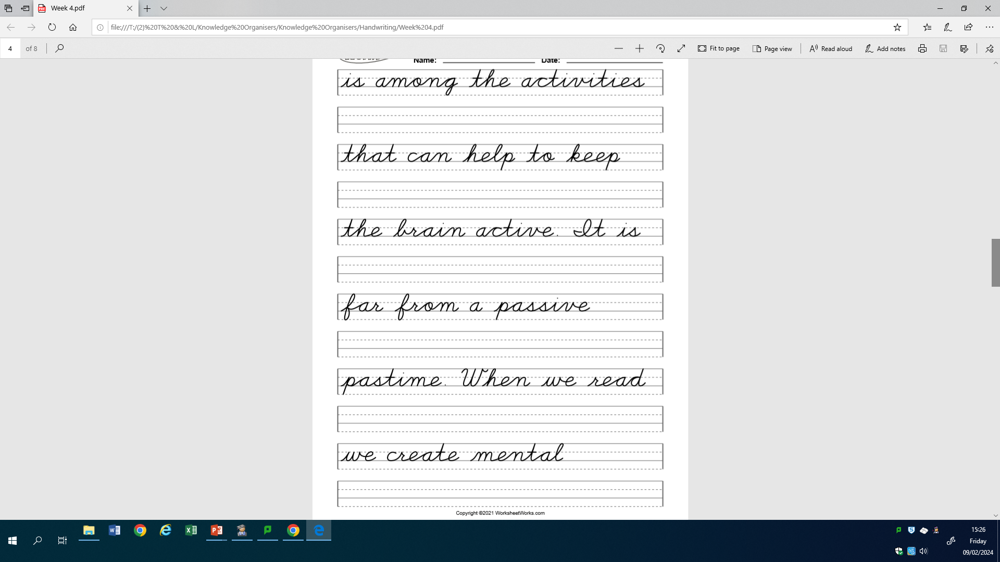 Week 4.pdf
file:///T:/(2)%20T%20&%20L/Knowledge%20Organisers/Knowledge%20Organisers/Handwriting/Week%204.pdf
4 of 8 Fit to page Page view Read aloud Add notes
Name: Date:
is among the activities
that can help to keep
the brain active. It is
far from a passive
pastime. When we read
we create mental
Copyright ©2021 WorksheetWorks.com
15:26
Friday
09/02/2024